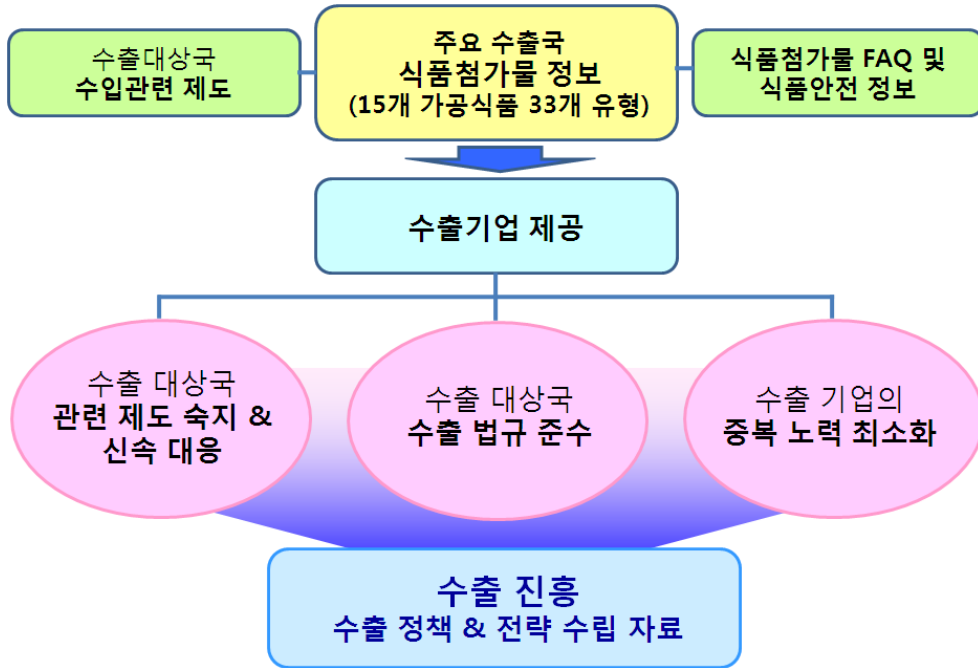 수출대상국
수입관련 제도
주요 수출국
식품첨가물 정보
(15개 가공식품 33개 유형)
식품첨가물 FAQ 및
식품안전 정보
수출기업 제공
수출 대상국
관련 제도 숙지 &
신속 대응
수출 대상국
수출 법규 준수
수출 기업의
중복 노력 최소화
수출 진흥
수출 정책 & 전략 수립 자료